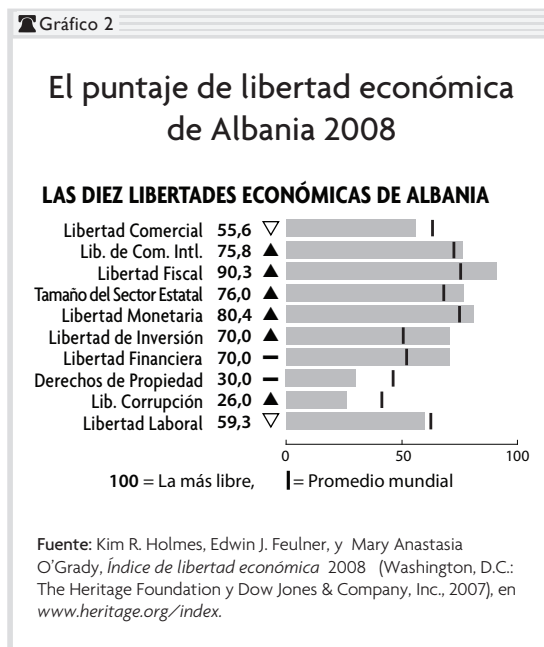 Gráfico 2
El puntaje de libertad económica
de Albania 2008
LAS DIEZ LIBERTADES ECONÓMICAS DE ALBANIA
Libertad Comercial 55,6 ▽
Lib. de Com. Intl. 75,8 ▲
Libertad Fiscal 90,3 ▲
Tamaño del Sector Estatal 76,0 ▲
Libertad Monetaria 80,4 ▲
Libertad de Inversión 70,0 ▲
Libertad Financiera 70,0 –
Derechos de Propiedad 30,0 –
Lib. Corrupción 26,0 ▲
Libertad Laboral 59,3 ▽
0 50 100
100 = La más libre, | = Promedio mundial
Fuente: Kim R. Holmes, Edwin J. Feulner, y Mary Anastasia
O'Grady, Índice de libertad económica 2008 (Washington, D.C.:
The Heritage Foundation y Dow Jones & Company, Inc., 2007), en
www.heritage.org/index.